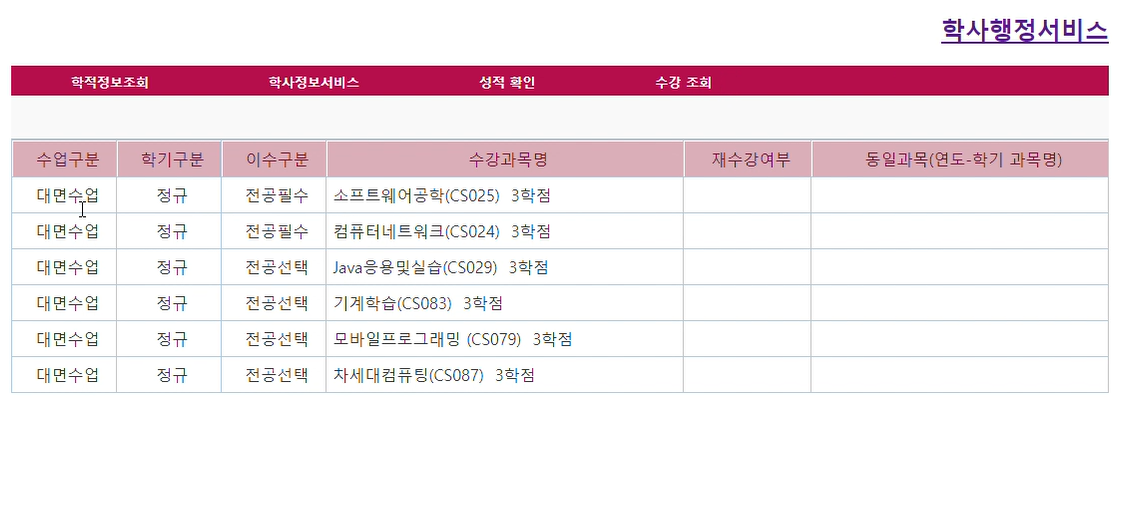 학사행정서비스
학적정보조회 학사정보서비스 성적 확인 수강 조회
수업구분 학기구분 이수구분 수강과목명 재수강여부 동일과목(연도-학기 과목명)
대면수업 정규 전공필수 소프트웨어공학(CS025) 3학점
대면수업 정규 전공필수 컴퓨터네트워크(CS024) 3학점
대면수업 정규 전공선택 Java응용및실습(CS029) 3학점
대면수업 정규 전공선택 기계학습(CS083) 3학점
대면수업 정규 전공선택 모바일프로그래밍 (CS079) 3학점
대면수업 정규 전공선택 차세대컴퓨팅(CS087) 3학점